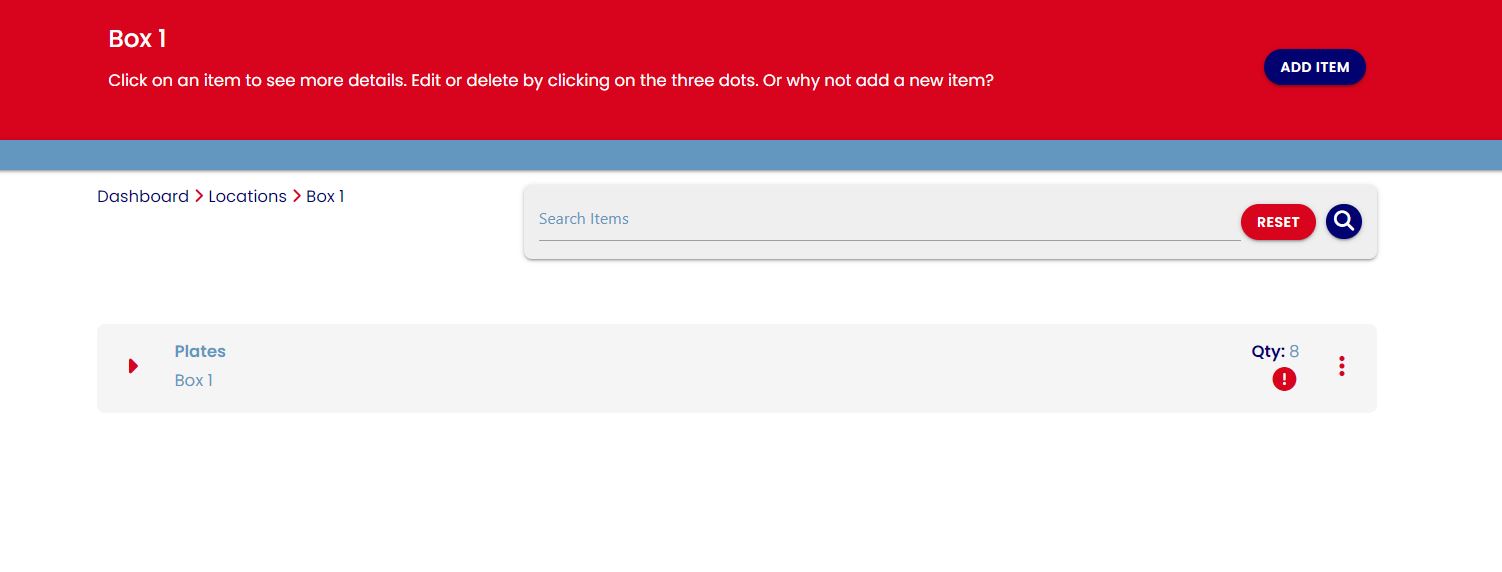 Box 1
Click on an item to see more details. Edit or delete by clicking on the three dots. Or why not add a new item?
ADD ITEM
Dashboard Locations Box 1
Search Items
RESET
Plates
Box 1
Qty: 8